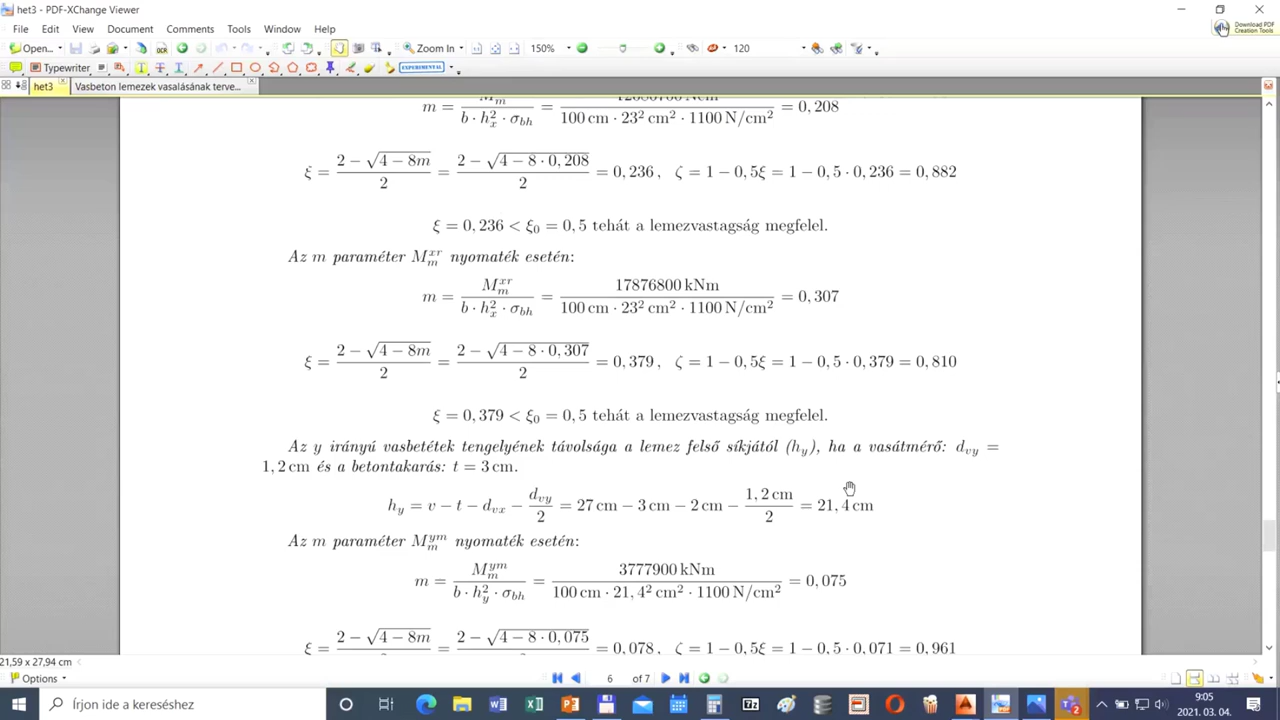 het3 - PDF-XChange Viewer
File Edit View Document Comments Tools Window Help
Download PDF Creation Tools
Open... OCR Zoom In 150% 120
Typewriter EXPERIMENTAL
het3 Vasbeton lemezek vasalásának terve...
m = M_m / (b · h_x^2 · σ_bh) = / (100 cm · 23^2 cm^2 · 1100 N/cm^2) = 0, 208
ξ = (2 − √(4 − 8m)) / 2 = (2 − √(4 − 8 · 0, 208)) / 2 = 0, 236 , ζ = 1 − 0, 5ξ = 1 − 0, 5 · 0, 236 = 0, 882
ξ = 0, 236 < ξ_0 = 0, 5 tehát a lemezvastagság megfelel.
Az m paraméter M_m^xr nyomaték esetén:
m = M_m^xr / (b · h_x^2 · σ_bh) = 17876800 kNm / (100 cm · 23^2 cm^2 · 1100 N/cm^2) = 0, 307
ξ = (2 − √(4 − 8m)) / 2 = (2 − √(4 − 8 · 0, 307)) / 2 = 0, 379 , ζ = 1 − 0, 5ξ = 1 − 0, 5 · 0, 379 = 0, 810
ξ = 0, 379 < ξ_0 = 0, 5 tehát a lemezvastagság megfelel.
Az y irányú vasbetétek tengelyének távolsága a lemez felső síkjától (h_y), ha a vasátmérő: d_vy =
1, 2 cm és a betontakarás: t = 3 cm.
h_y = v − t − d_vx − d_vy / 2 = 27 cm − 3 cm − 2 cm − 1, 2 cm / 2 = 21, 4 cm
Az m paraméter M_m^ym nyomaték esetén:
m = M_m^ym / (b · h_y^2 · σ_bh) = 3777900 kNm / (100 cm · 21, 4^2 cm^2 · 1100 N/cm^2) = 0, 075
ξ = (2 − √(4 − 8m)) = (2 − √(4 − 8 · 0, 075)) = 0, 078 , ζ = 1 − 0, 5ξ = 1 − 0, 5 · 0, 071 = 0, 961
21,59 x 27,94 cm
Options 6 of 7
Írjon ide a kereséshez
9:05
2021. 03. 04.